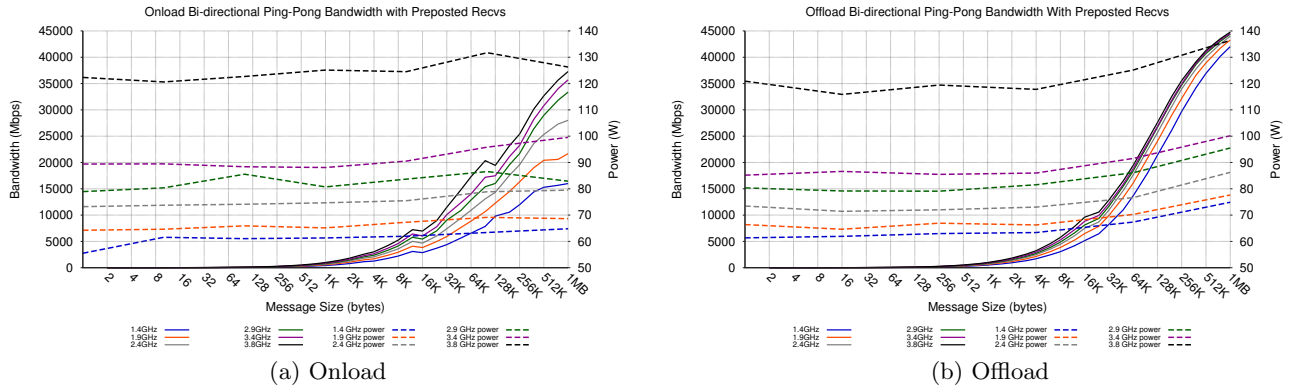 Onload Bi-directional Ping-Pong Bandwidth with Preposted Recvs
45000
40000
35000
30000
25000
20000
15000
10000
5000
0
Bandwidth (Mbps)
140
130
120
110
100
90
80
70
60
50
Power (W)
2 4 8 16 32 64 128 256 512 1K 2K 4K 8K 16K 32K 64K 128K 256K 512K 1MB
Message Size (bytes)
1.4GHz 2.9GHz 1.4 GHz power 2.9 GHz power
1.9GHz 3.4GHz 1.9 GHz power 3.4 GHz power
2.4GHz 3.8GHz 2.4 GHz power 3.8 GHz power
(a) Onload
Offload Bi-directional Ping-Pong Bandwidth With Preposted Recvs
45000
40000
35000
30000
25000
20000
15000
10000
5000
0
Bandwidth (Mbps)
140
130
120
110
100
90
80
70
60
50
Power (W)
2 4 8 16 32 64 128 256 512 1K 2K 4K 8K 16K 32K 64K 128K 256K 512K 1MB
Message Size (bytes)
1.4GHz 2.9GHz 1.4 GHz power 2.9 GHz power
1.9GHz 3.4GHz 1.9 GHz power 3.4 GHz power
2.4GHz 3.8GHz 2.4 GHz power 3.8 GHz power
(b) Offload